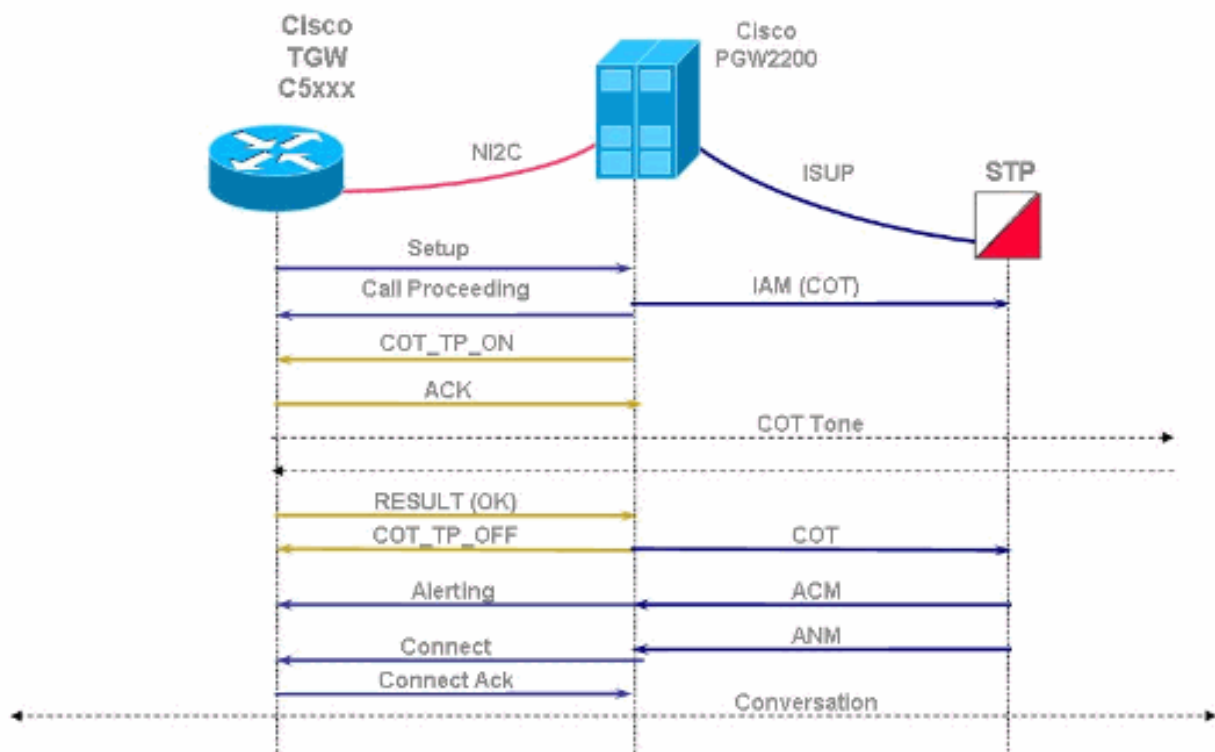 Cisco
TGW
C5xxx
Cisco
PGW2200
NI2C
ISUP
STP
Setup
Call Proceeding
IAM (COT)
COT_TP_ON
ACK
COT Tone
RESULT (OK)
COT_TP_OFF
COT
Alerting
ACM
ANM
Connect
Connect Ack
Conversation